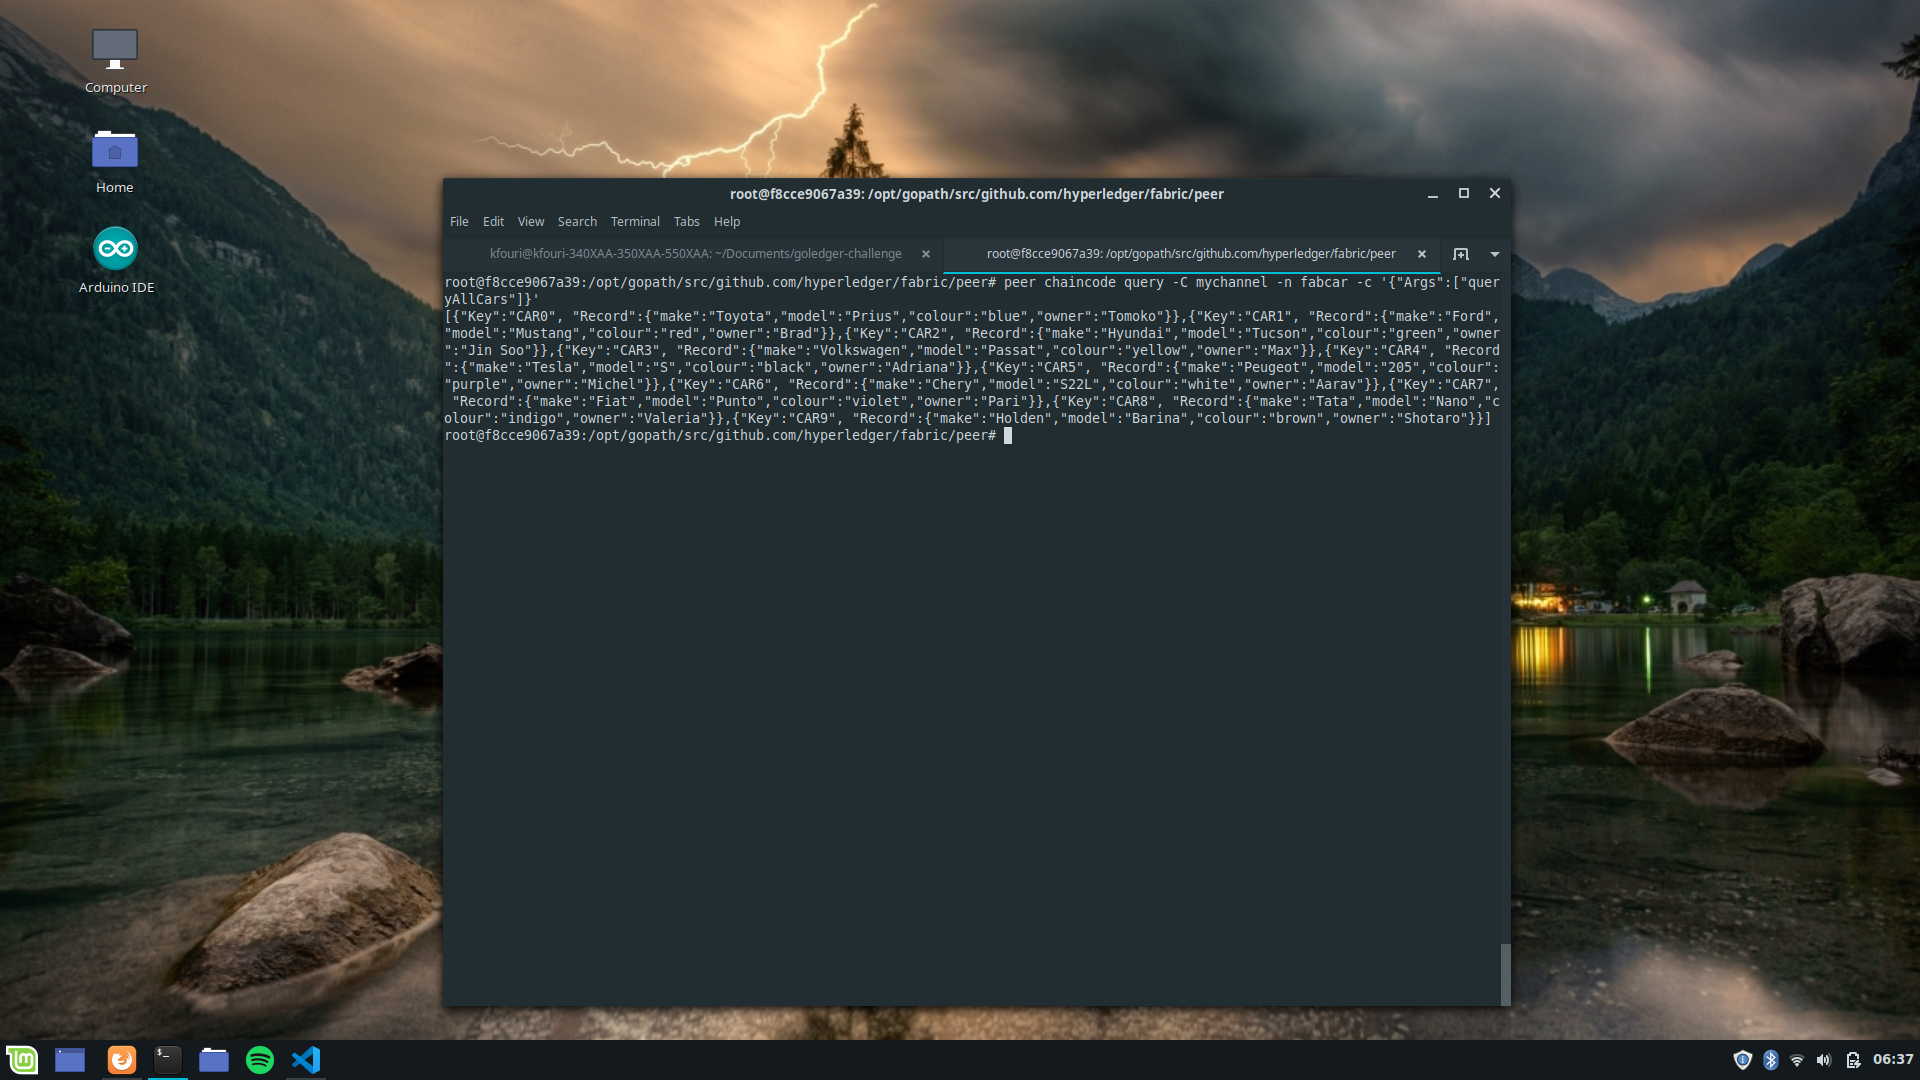 Computer
Home
Arduino IDE
root@f8cce9067a39: /opt/gopath/src/github.com/hyperledger/fabric/peer
File Edit View Search Terminal Tabs Help
kfouri@kfouri-340XAA-350XAA-550XAA: ~/Documents/goledger-challenge
root@f8cce9067a39: /opt/gopath/src/github.com/hyperledger/fabric/peer
root@f8cce9067a39:/opt/gopath/src/github.com/hyperledger/fabric/peer# peer chaincode query -C mychannel -n fabcar -c '{"Args":["quer
yAllCars"]}'
[{"Key":"CAR0", "Record":{"make":"Toyota","model":"Prius","colour":"blue","owner":"Tomoko"}},{"Key":"CAR1", "Record":{"make":"Ford",
"model":"Mustang","colour":"red","owner":"Brad"}},{"Key":"CAR2", "Record":{"make":"Hyundai","model":"Tucson","colour":"green","owner
":"Jin Soo"}},{"Key":"CAR3", "Record":{"make":"Volkswagen","model":"Passat","colour":"yellow","owner":"Max"}},{"Key":"CAR4", "Record
":{"make":"Tesla","model":"S","colour":"black","owner":"Adriana"}},{"Key":"CAR5", "Record":{"make":"Peugeot","model":"205","colour":
"purple","owner":"Michel"}},{"Key":"CAR6", "Record":{"make":"Chery","model":"S22L","colour":"white","owner":"Aarav"}},{"Key":"CAR7",
 "Record":{"make":"Fiat","model":"Punto","colour":"violet","owner":"Pari"}},{"Key":"CAR8", "Record":{"make":"Tata","model":"Nano","c
olour":"indigo","owner":"Valeria"}},{"Key":"CAR9", "Record":{"make":"Holden","model":"Barina","colour":"brown","owner":"Shotaro"}}]
root@f8cce9067a39:/opt/gopath/src/github.com/hyperledger/fabric/peer#
06:37